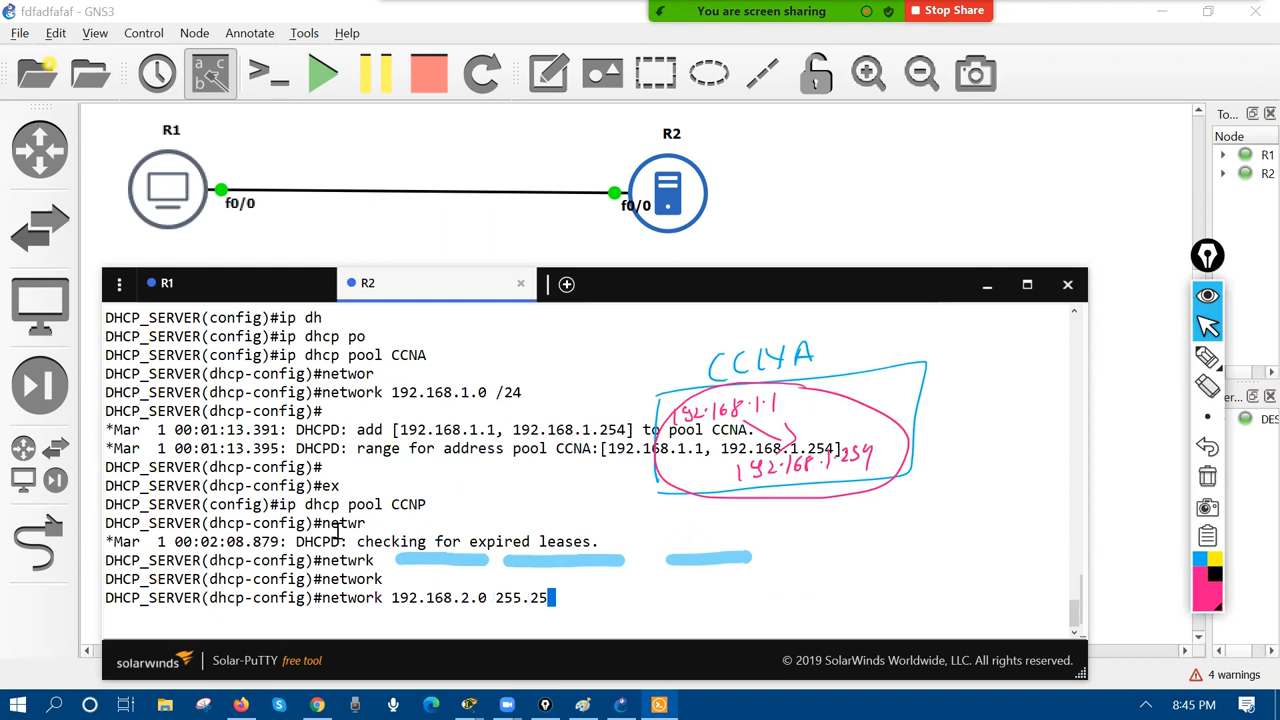 fdfadfafaf - GNS3
You are screen sharing
Stop Share
File Edit View Control Node Annotate Tools Help
a c
b
R1
R2
f0/0
f0/0
To...
Node
R1
R2
R1
R2
DHCP_SERVER(config)#ip dh
DHCP_SERVER(config)#ip dhcp po
DHCP_SERVER(config)#ip dhcp pool CCNA
DHCP_SERVER(dhcp-config)#networ
DHCP_SERVER(dhcp-config)#network 192.168.1.0 /24
DHCP_SERVER(dhcp-config)#
*Mar  1 00:01:13.391: DHCPD: add [192.168.1.1, 192.168.1.254] to pool CCNA.
*Mar  1 00:01:13.395: DHCPD: range for address pool CCNA:[192.168.1.1, 192.168.1.254].
DHCP_SERVER(dhcp-config)#
DHCP_SERVER(dhcp-config)#ex
DHCP_SERVER(config)#ip dhcp pool CCNP
DHCP_SERVER(dhcp-config)#netwr
*Mar  1 00:02:08.879: DHCPD: checking for expired leases.
DHCP_SERVER(dhcp-config)#netwrk
DHCP_SERVER(dhcp-config)#network
DHCP_SERVER(dhcp-config)#network 192.168.2.0 255.25
CCNA
192.168.1.1
192.168.1.254
er...
DES
solarwinds Solar-PuTTY free tool
© 2019 SolarWinds Worldwide, LLC. All rights reserved.
4 warnings
8:45 PM